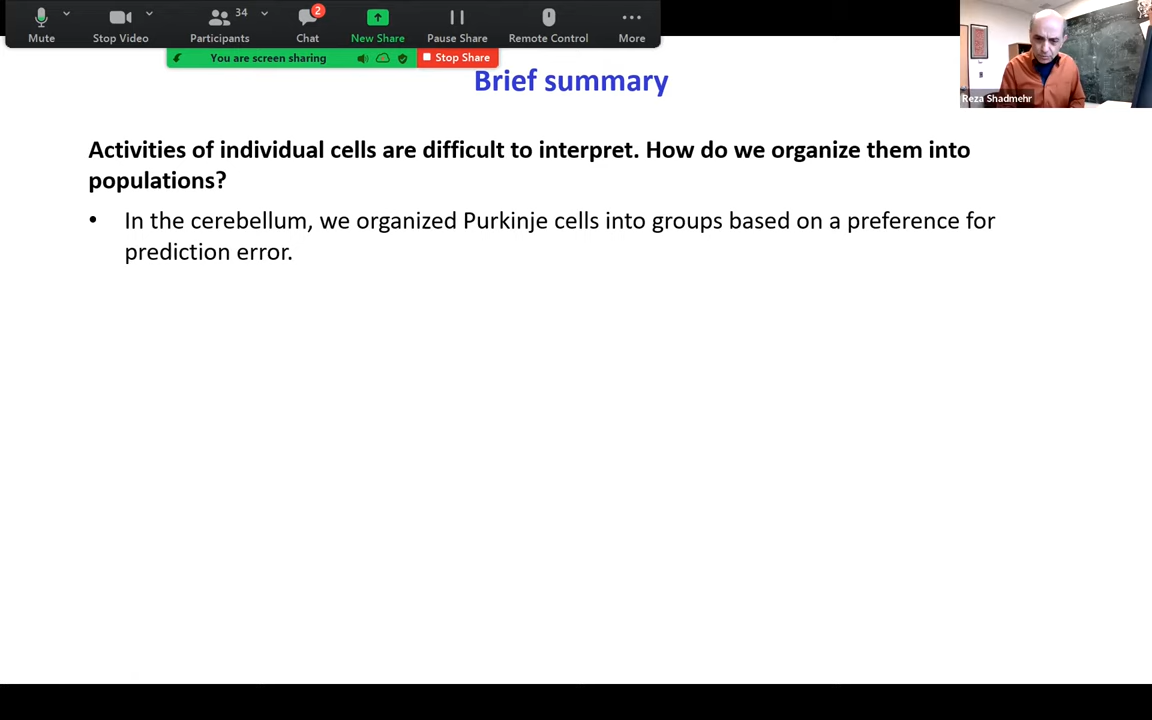 Mute
Stop Video
Participants
34
Chat
2
New Share
Pause Share
Remote Control
More
You are screen sharing
Stop Share
Reza Shadmehr
Brief summary
Activities of individual cells are difficult to interpret. How do we organize them into
populations?
• In the cerebellum, we organized Purkinje cells into groups based on a preference for
prediction error.